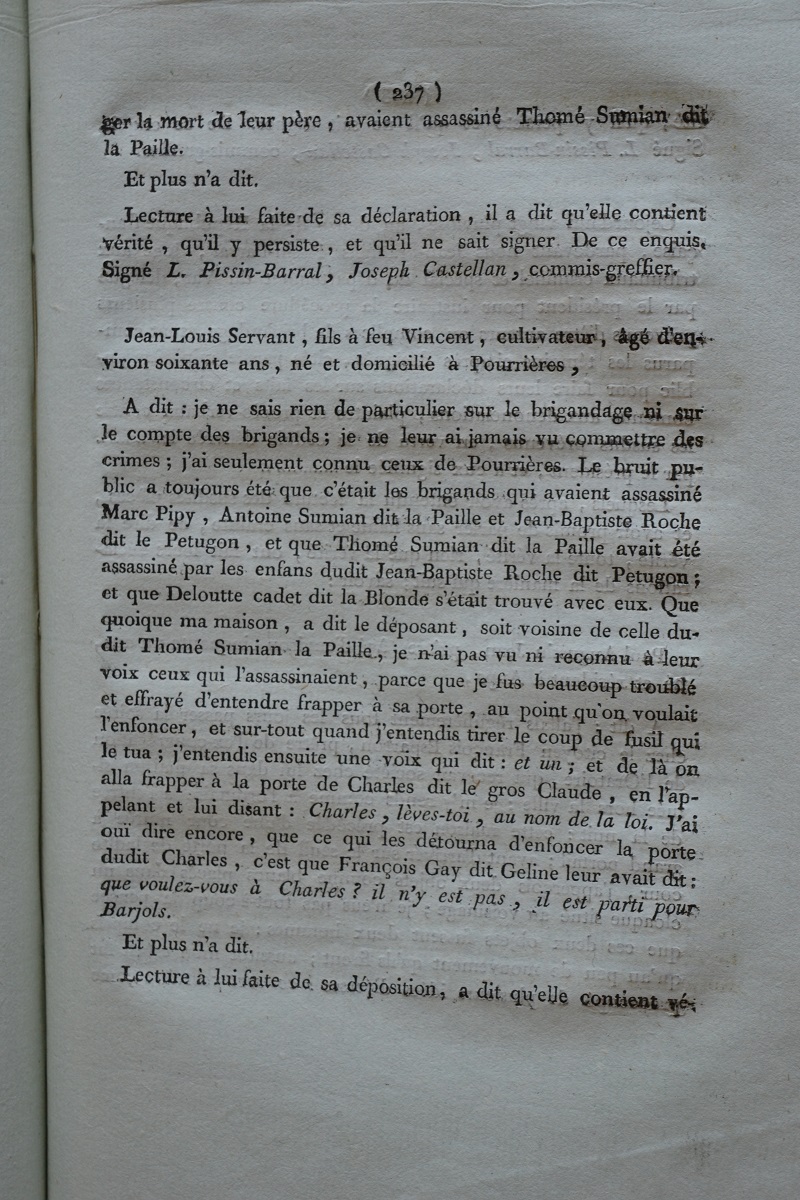 ( 237 )
ger la mort de leur père , avaient assassiné Thomé Sumian dit
la Paille.
Et plus n'a dit.
Lecture à lui faite de sa déclaration , il a dit qu'elle contient
vérité , qu'il y persiste , et qu'il ne sait signer. De ce enquis.
Signé L. Pissin-Barral, Joseph Castellan , commis-greffier.
Jean-Louis Servant , fils à feu Vincent , cultivateur , âgé d'en-
viron soixante ans , né et domicilié à Pourrières ,
A dit : je ne sais rien de particulier sur le brigandage ni sur
le compte des brigands ; je ne leur ai jamais vu commettre des
crimes ; j'ai seulement connu ceux de Pourrières. Le bruit pu-
blic a toujours été que c'était les brigands qui avaient assassiné
Marc Pipy , Antoine Sumian dit la Paille et Jean-Baptiste Roche
dit le Petugon , et que Thomé Sumian dit la Paille avait été
assassiné par les enfans dudit Jean-Baptiste Roche dit Petugon ;
et que Deloutte cadet dit la Blonde s'était trouvé avec eux. Que
quoique ma maison , a dit le déposant , soit voisine de celle du-
dit Thomé Sumian la Paille , je n'ai pas vu ni reconnu à leur
voix ceux qui l'assassinaient , parce que je fus beaucoup troublé
et effrayé d'entendre frapper à sa porte , au point qu'on voulait
l'enfoncer , et sur-tout quand j'entendis tirer le coup de fusil qui
le tua ; j'entendis ensuite une voix qui dit : et un ; et de là on
alla frapper à la porte de Charles dit le gros Claude , en l'ap-
pelant et lui disant : Charles , lèves-toi , au nom de la loi. J'ai
ouï dire encore , que ce qui les détourna d'enfoncer la porte
dudit Charles , c'est que François Gay dit Geline leur avait dit :
que voulez-vous à Charles ? il n'y est pas , il est parti pour
Barjols.
Et plus n'a dit.
Lecture à lui faite de sa déposition, a dit qu'elle contient vé-